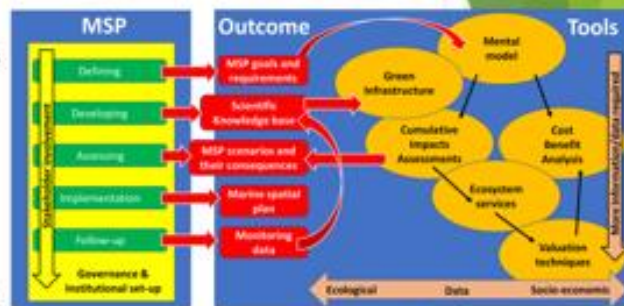 MSP
Outcome
Tools
Stakeholder involvement
Defining
Developing
Assessing
Implementation
Follow-up
Governance &
Institutional set-up
MSP goals and
requirements
Scientific
Knowledge base
MSP scenarios and
their consequences
Marine spatial
plan
Monitoring
data
Mental
model
Green
Infrastructure
Cumulative
Impacts
Assessments
Cost
Benefit
Analysis
Ecosystem
services
Valuation
techniques
More information/data required
Ecological
Data
Socio economic